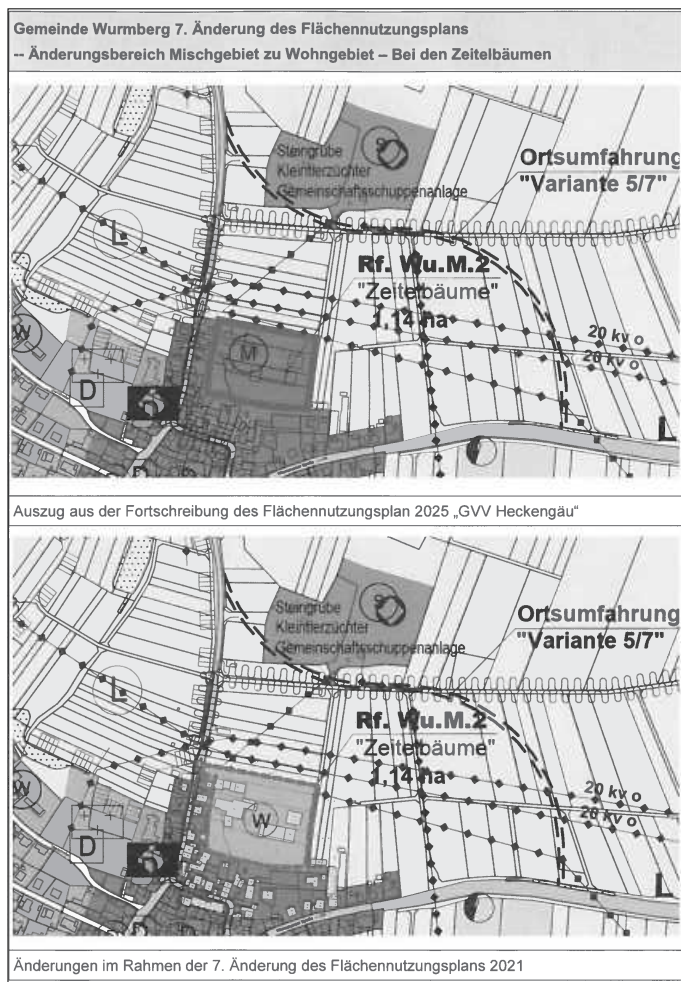 Gemeinde Wurmberg 7. Änderung des Flächennutzungsplans
-- Änderungsbereich Mischgebiet zu Wohngebiet – Bei den Zeitelbäumen
Steingrube
Kleintierzüchter
Gemeinschaftsschuppenanlage
S
Ortsumfahrung
"Variante 5/7"
L
Rf. Wu.M.2
"Zeitelbäume"
1,14 ha
20 kv o
20 kv o
W
M
D
D
L
Auszug aus der Fortschreibung des Flächennutzungsplan 2025 „GVV Heckengäu“
Steingrube
Kleintierzüchter
Gemeinschaftsschuppenanlage
S
Ortsumfahrung
"Variante 5/7"
L
Rf. Wu.M.2
"Zeitelbäume"
1,14 ha
20 kv o
20 kv o
W
W
D
L
Änderungen im Rahmen der 7. Änderung des Flächennutzungsplans 2021